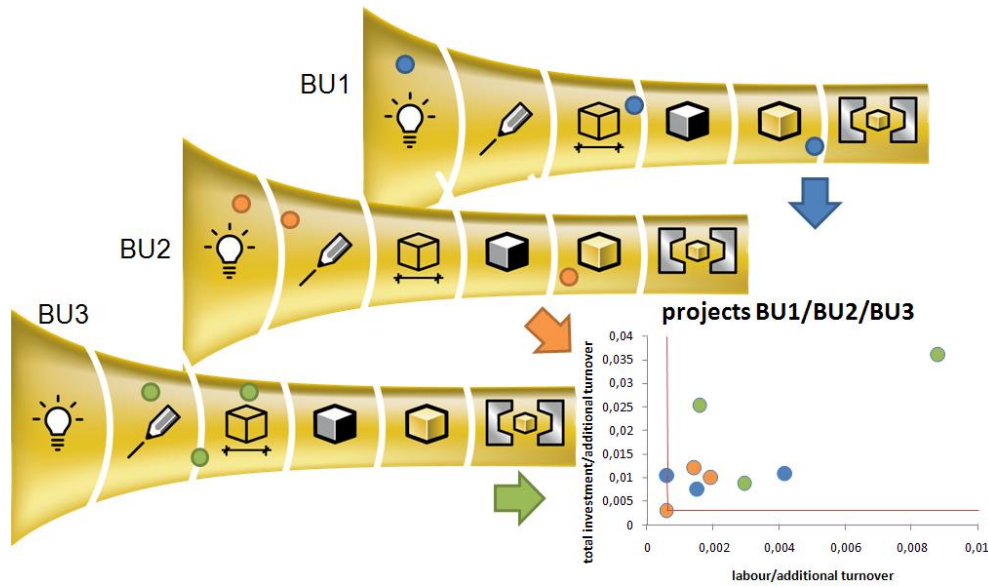 BU1
BU2
BU3
projects BU1/BU2/BU3
total investment/additional turnover
0,04
0,035
0,03
0,025
0,02
0,015
0,01
0,005
0
0 0,002 0,004 0,006 0,008 0,01
labour/additional turnover